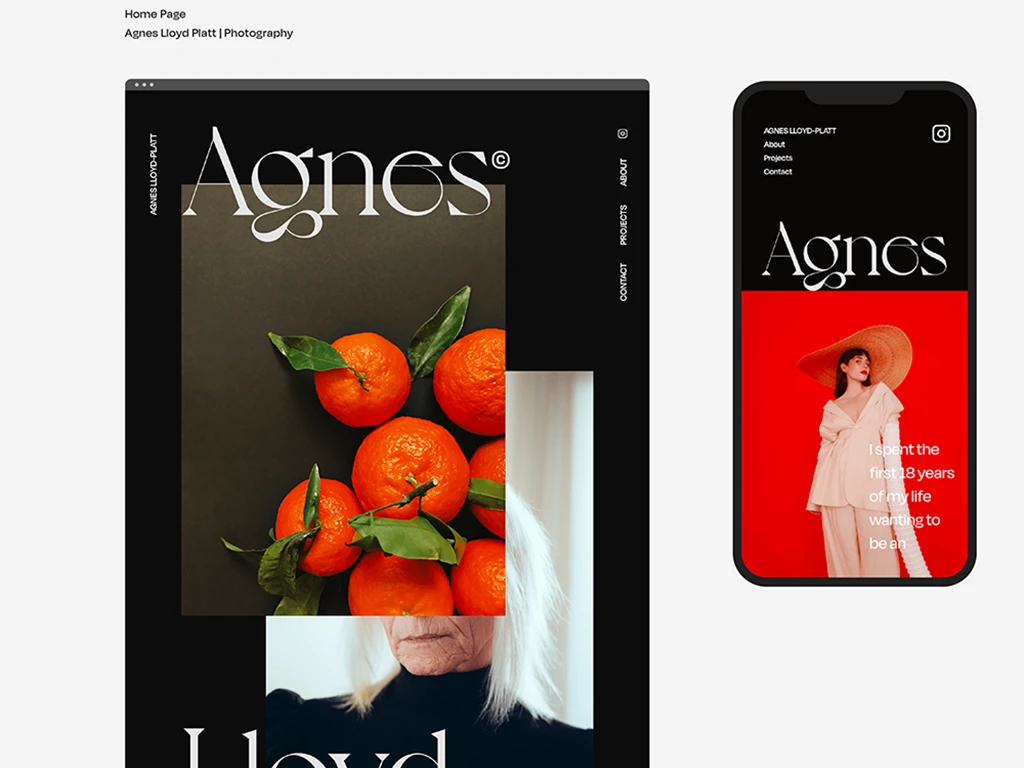 Home Page
Agnes Lloyd Platt | Photography
AGNES LLOYD-PLATT
Agnes©
ABOUT
PROJECTS
CONTACT
Lloyd
AGNES LLOYD-PLATT
About
Projects
Contact
Agnes
I spent the
first 18 years
of my life
wanting to
be an